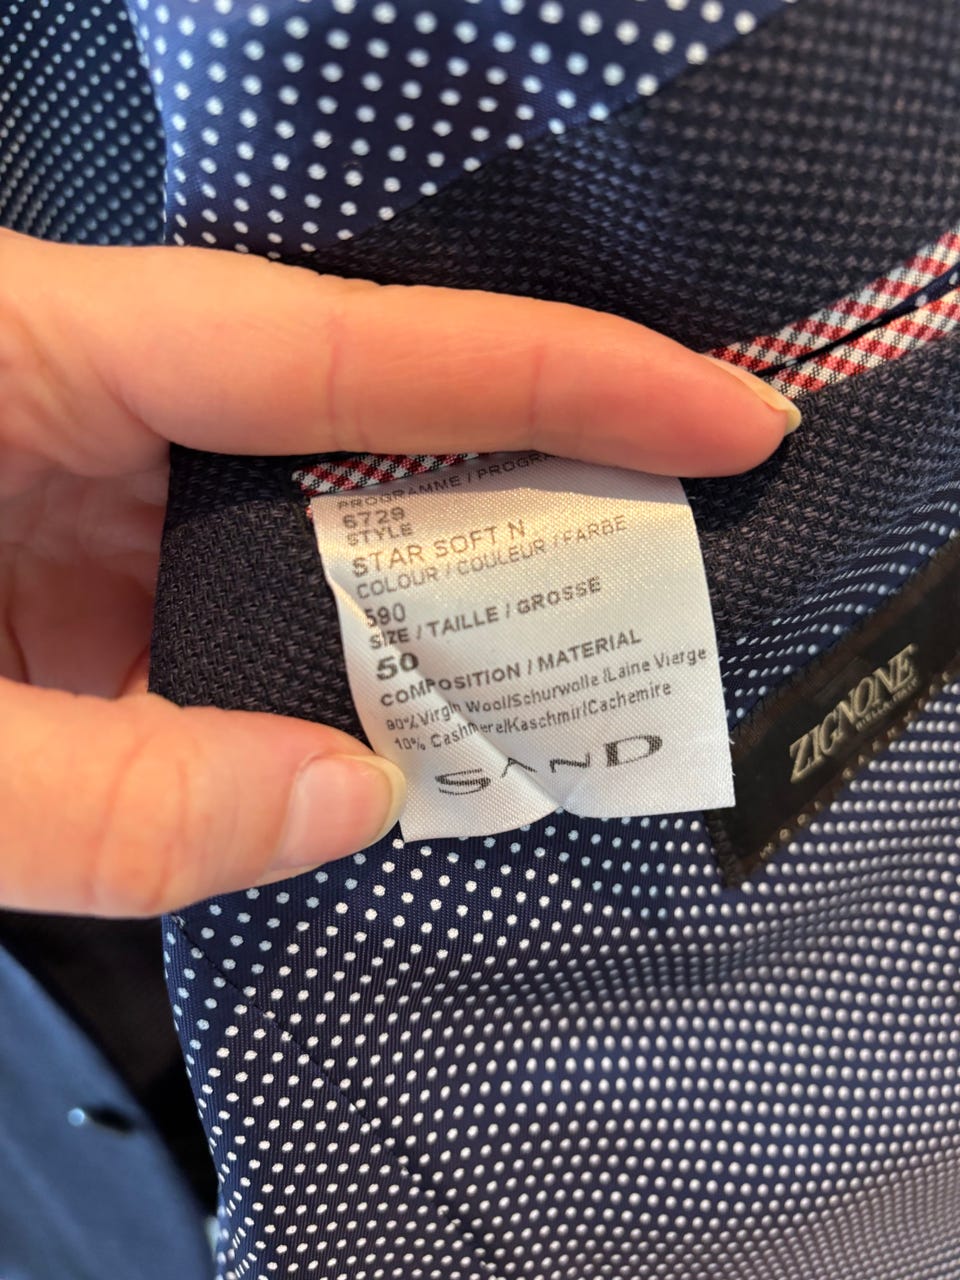 PROGRAMME / PROGRA
6729
STYLE
STAR SOFT N
COLOUR / COULEUR / FARBE
590
SIZE / TAILLE / GROSSE
50
COMPOSITION / MATERIAL
90% Virgin Wool/Schurwolle /Laine Vierge
10% Cashmere/Kaschmir/Cachemire
SAND
ZIGNONE